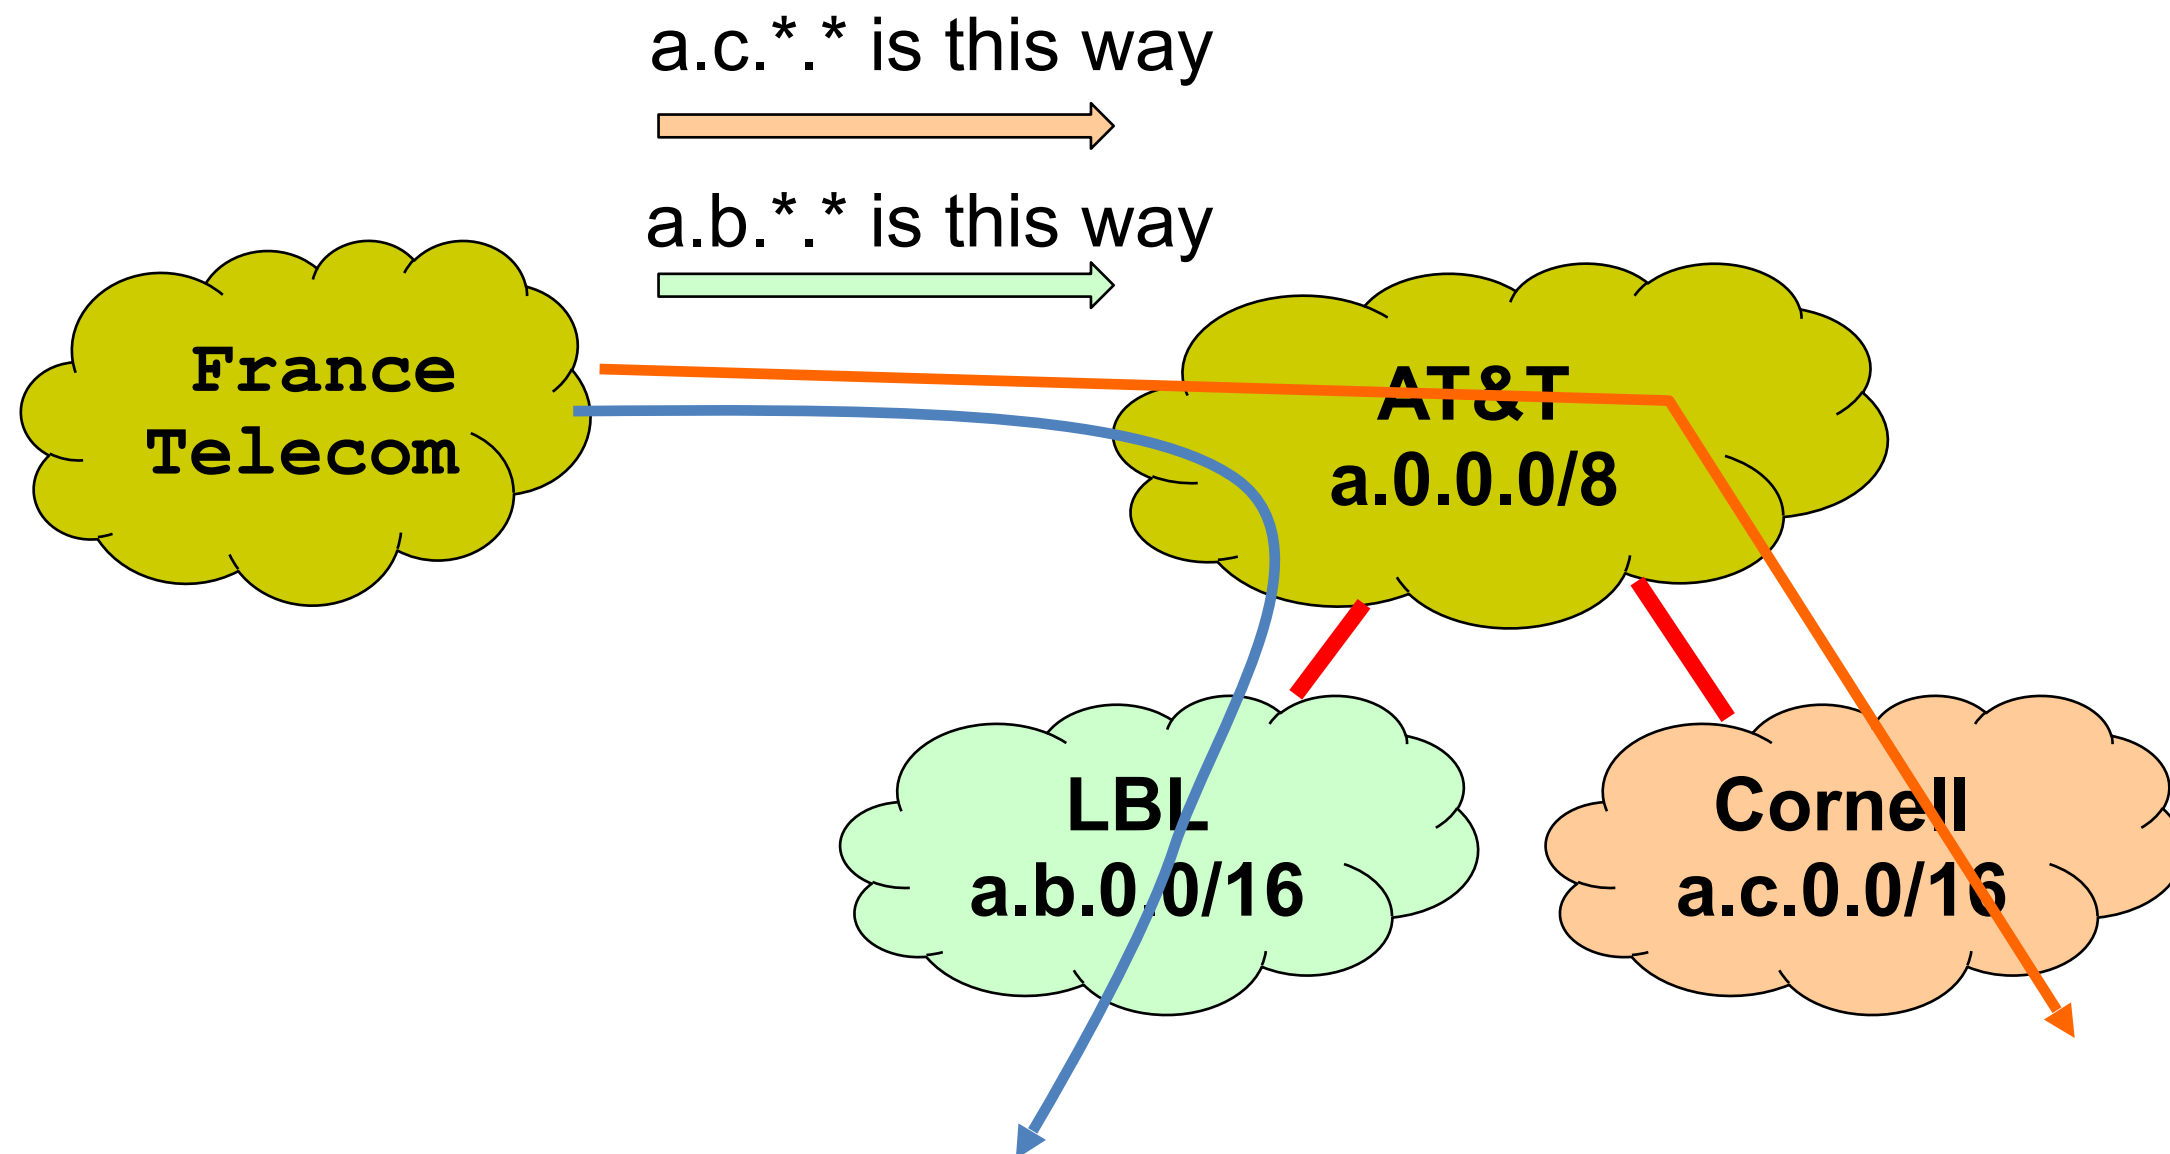 a.c.*.* is this way
a.b.*.* is this way
France
Telecom
AT&T
a.0.0.0/8
LBL
a.b.0.0/16
Cornell
a.c.0.0/16